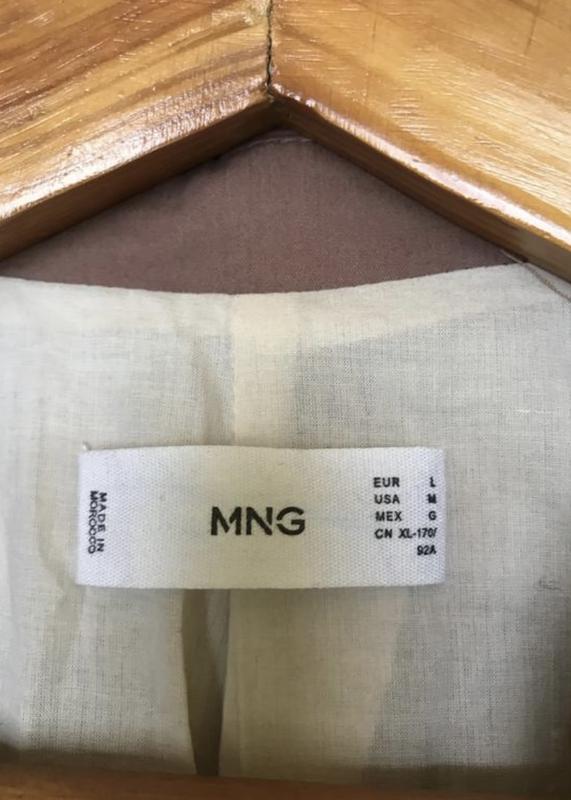 MADE IN
MOROCCO
MNG
EUR L
USA M
MEX G
CN XL-170/
92A